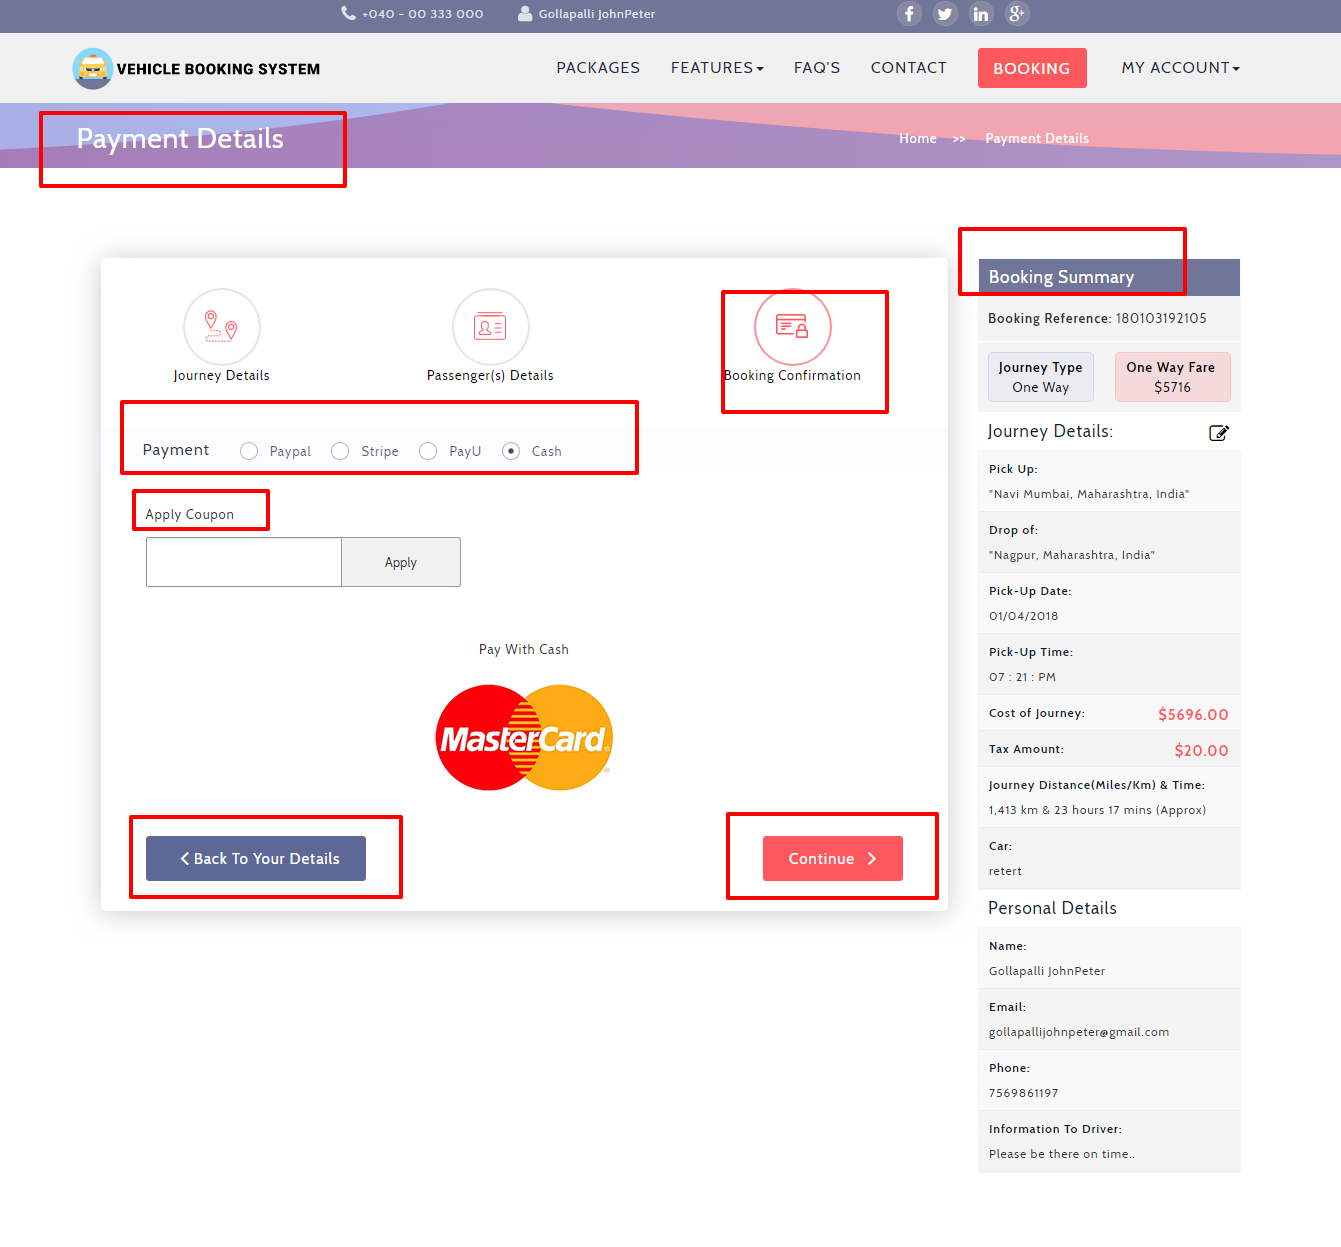 +040 - 00 333 000
Gollapalli JohnPeter
VEHICLE BOOKING SYSTEM
PACKAGES
FEATURES
FAQ'S
CONTACT
BOOKING
MY ACCOUNT
Payment Details
Home >> Payment Details
Journey Details
Passenger(s) Details
Booking Confirmation
Payment
Paypal
Stripe
PayU
Cash
Apply Coupon
Apply
Pay With Cash
MasterCard
Back To Your Details
Continue
Booking Summary
Booking Reference: 180103192105
Journey Type
One Way
One Way Fare
$5716
Journey Details:
Pick Up:
"Navi Mumbai, Maharashtra, India"
Drop of:
"Nagpur, Maharashtra, India"
Pick-Up Date:
01/04/2018
Pick-Up Time:
07 : 21 : PM
Cost of Journey: $5696.00
Tax Amount: $20.00
Journey Distance(Miles/Km) & Time:
1,413 km & 23 hours 17 mins (Approx)
Car:
retert
Personal Details
Name:
Gollapalli JohnPeter
Email:
gollapallijohnpeter@gmail.com
Phone:
7569861197
Information To Driver:
Please be there on time..